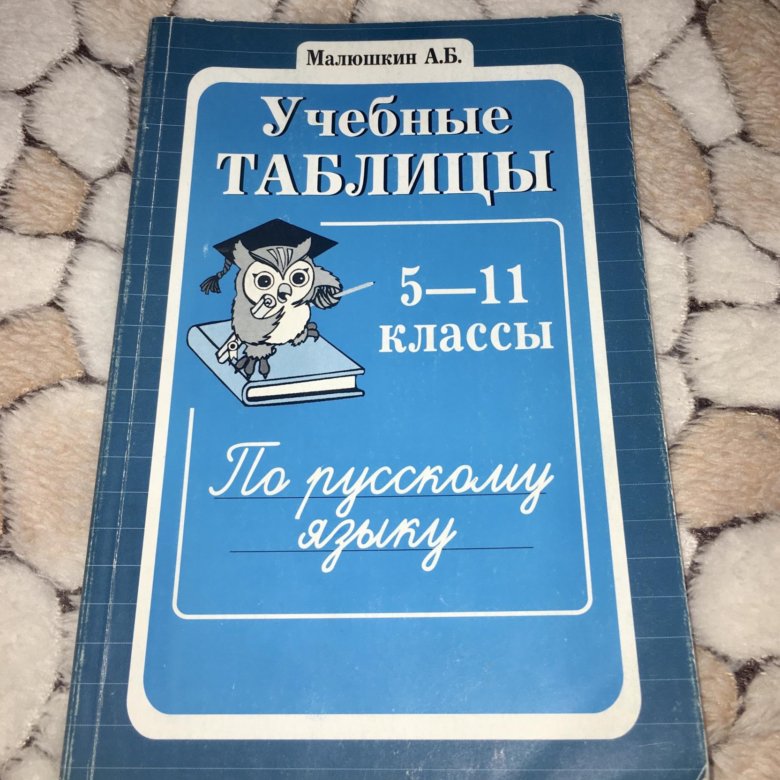 Малюшкин А.Б.
Учебные
ТАБЛИЦЫ
5—11
классы
По русскому
языку